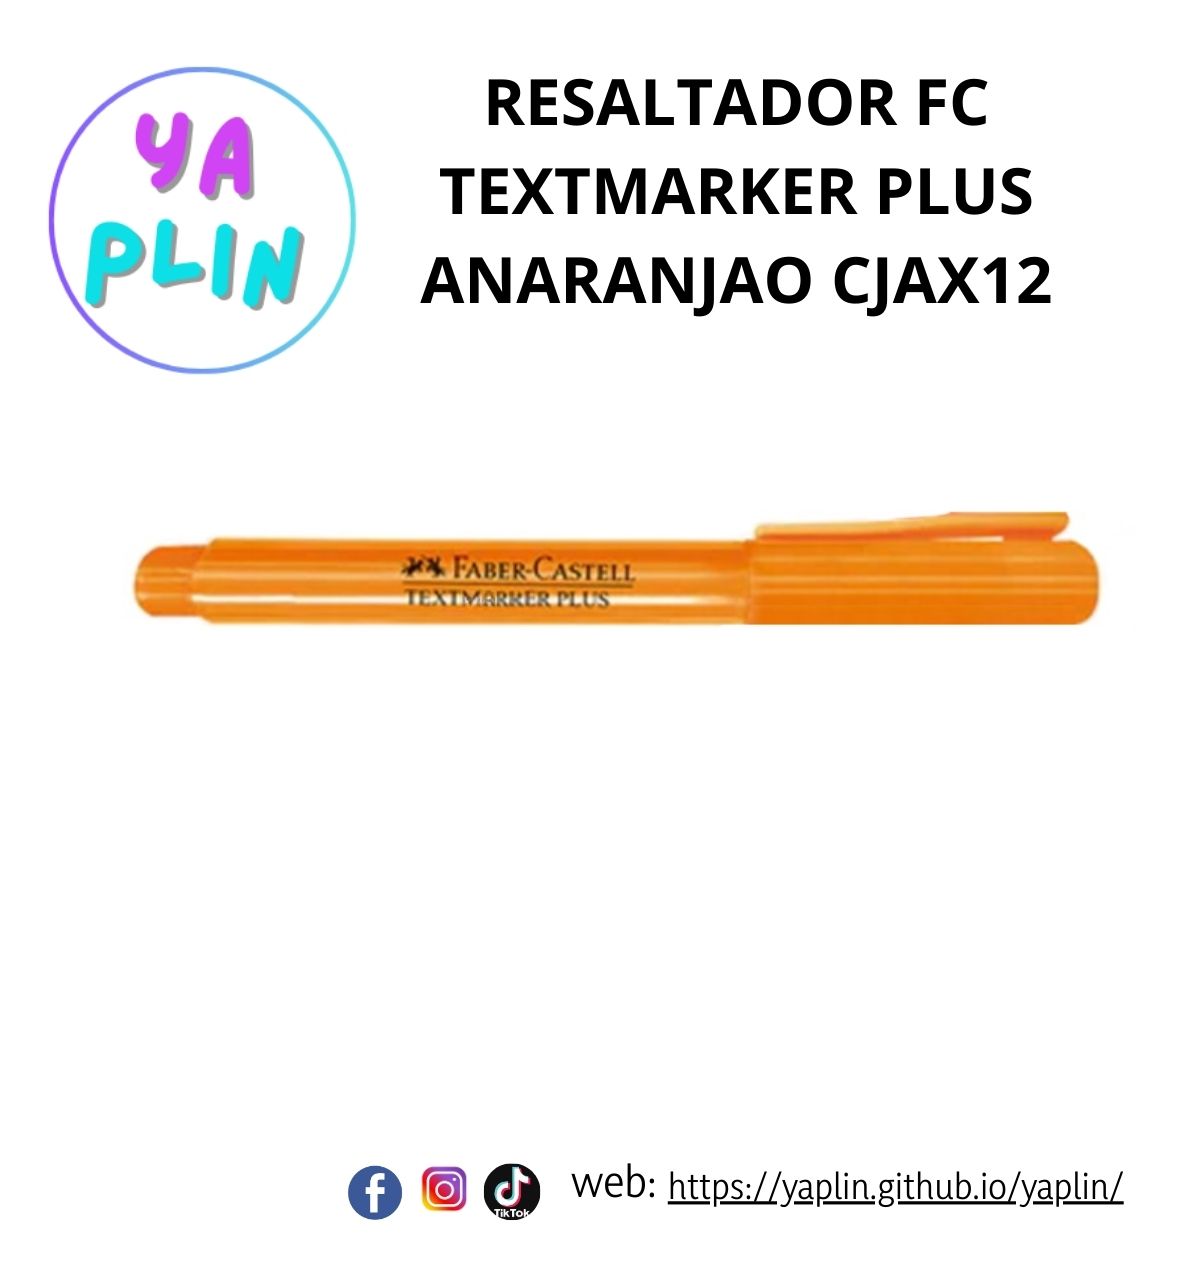 YA
PLIN
RESALTADOR FC
TEXTMARKER PLUS
ANARANJAO CJAX12
FABER-CASTELL
TEXTMARKER PLUS
TikTok
web: https://yaplin.github.io/yaplin/